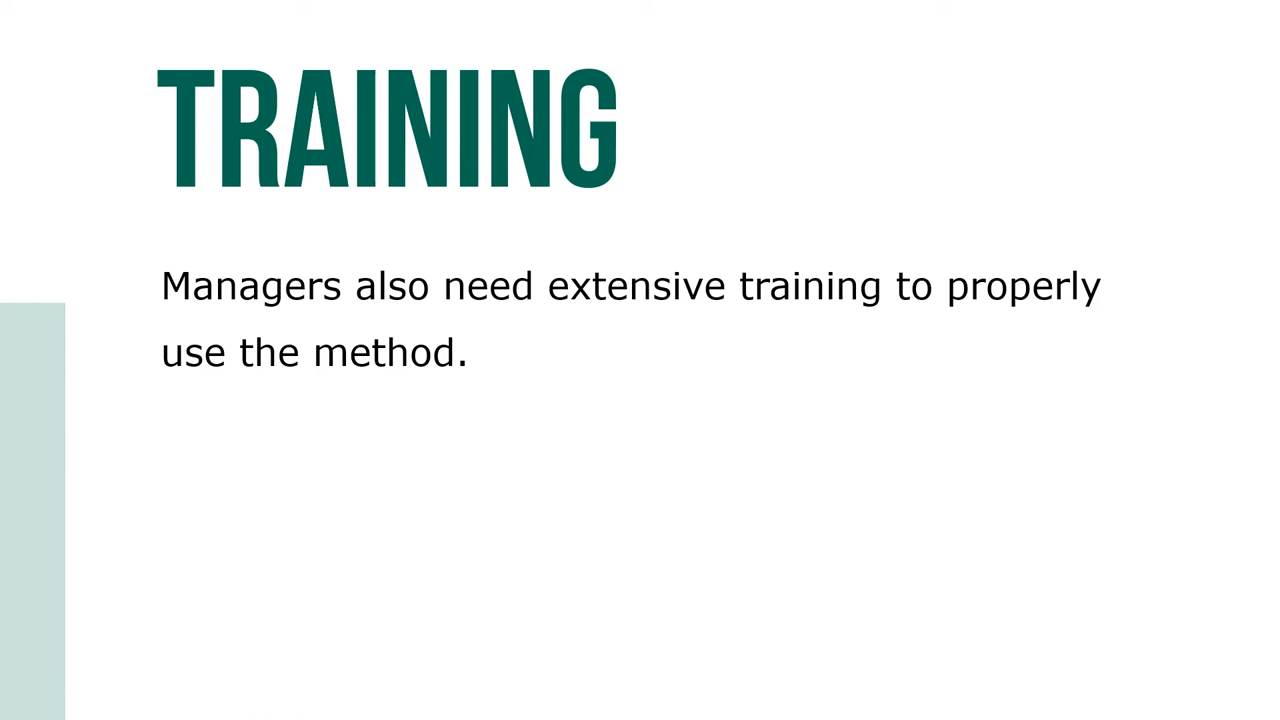 TRAINING
Managers also need extensive training to properly
use the method.